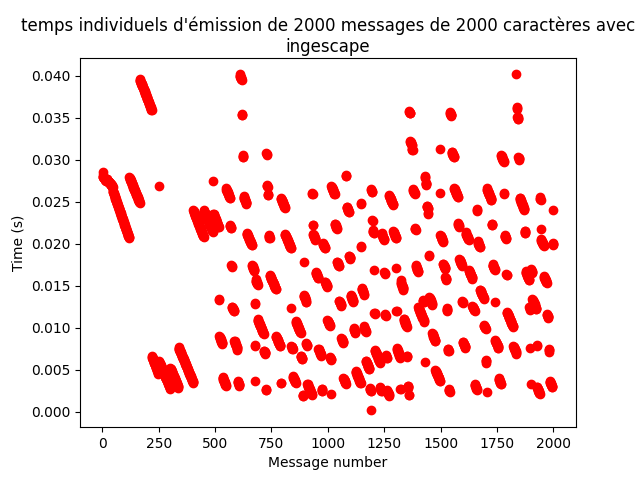 temps individuels d'émission de 2000 messages de 2000 caractères avec
ingescape
0.040
0.035
0.030
0.025
0.020
0.015
0.010
0.005
0.000
Time (s)
0 250 500 750 1000 1250 1500 1750 2000
Message number